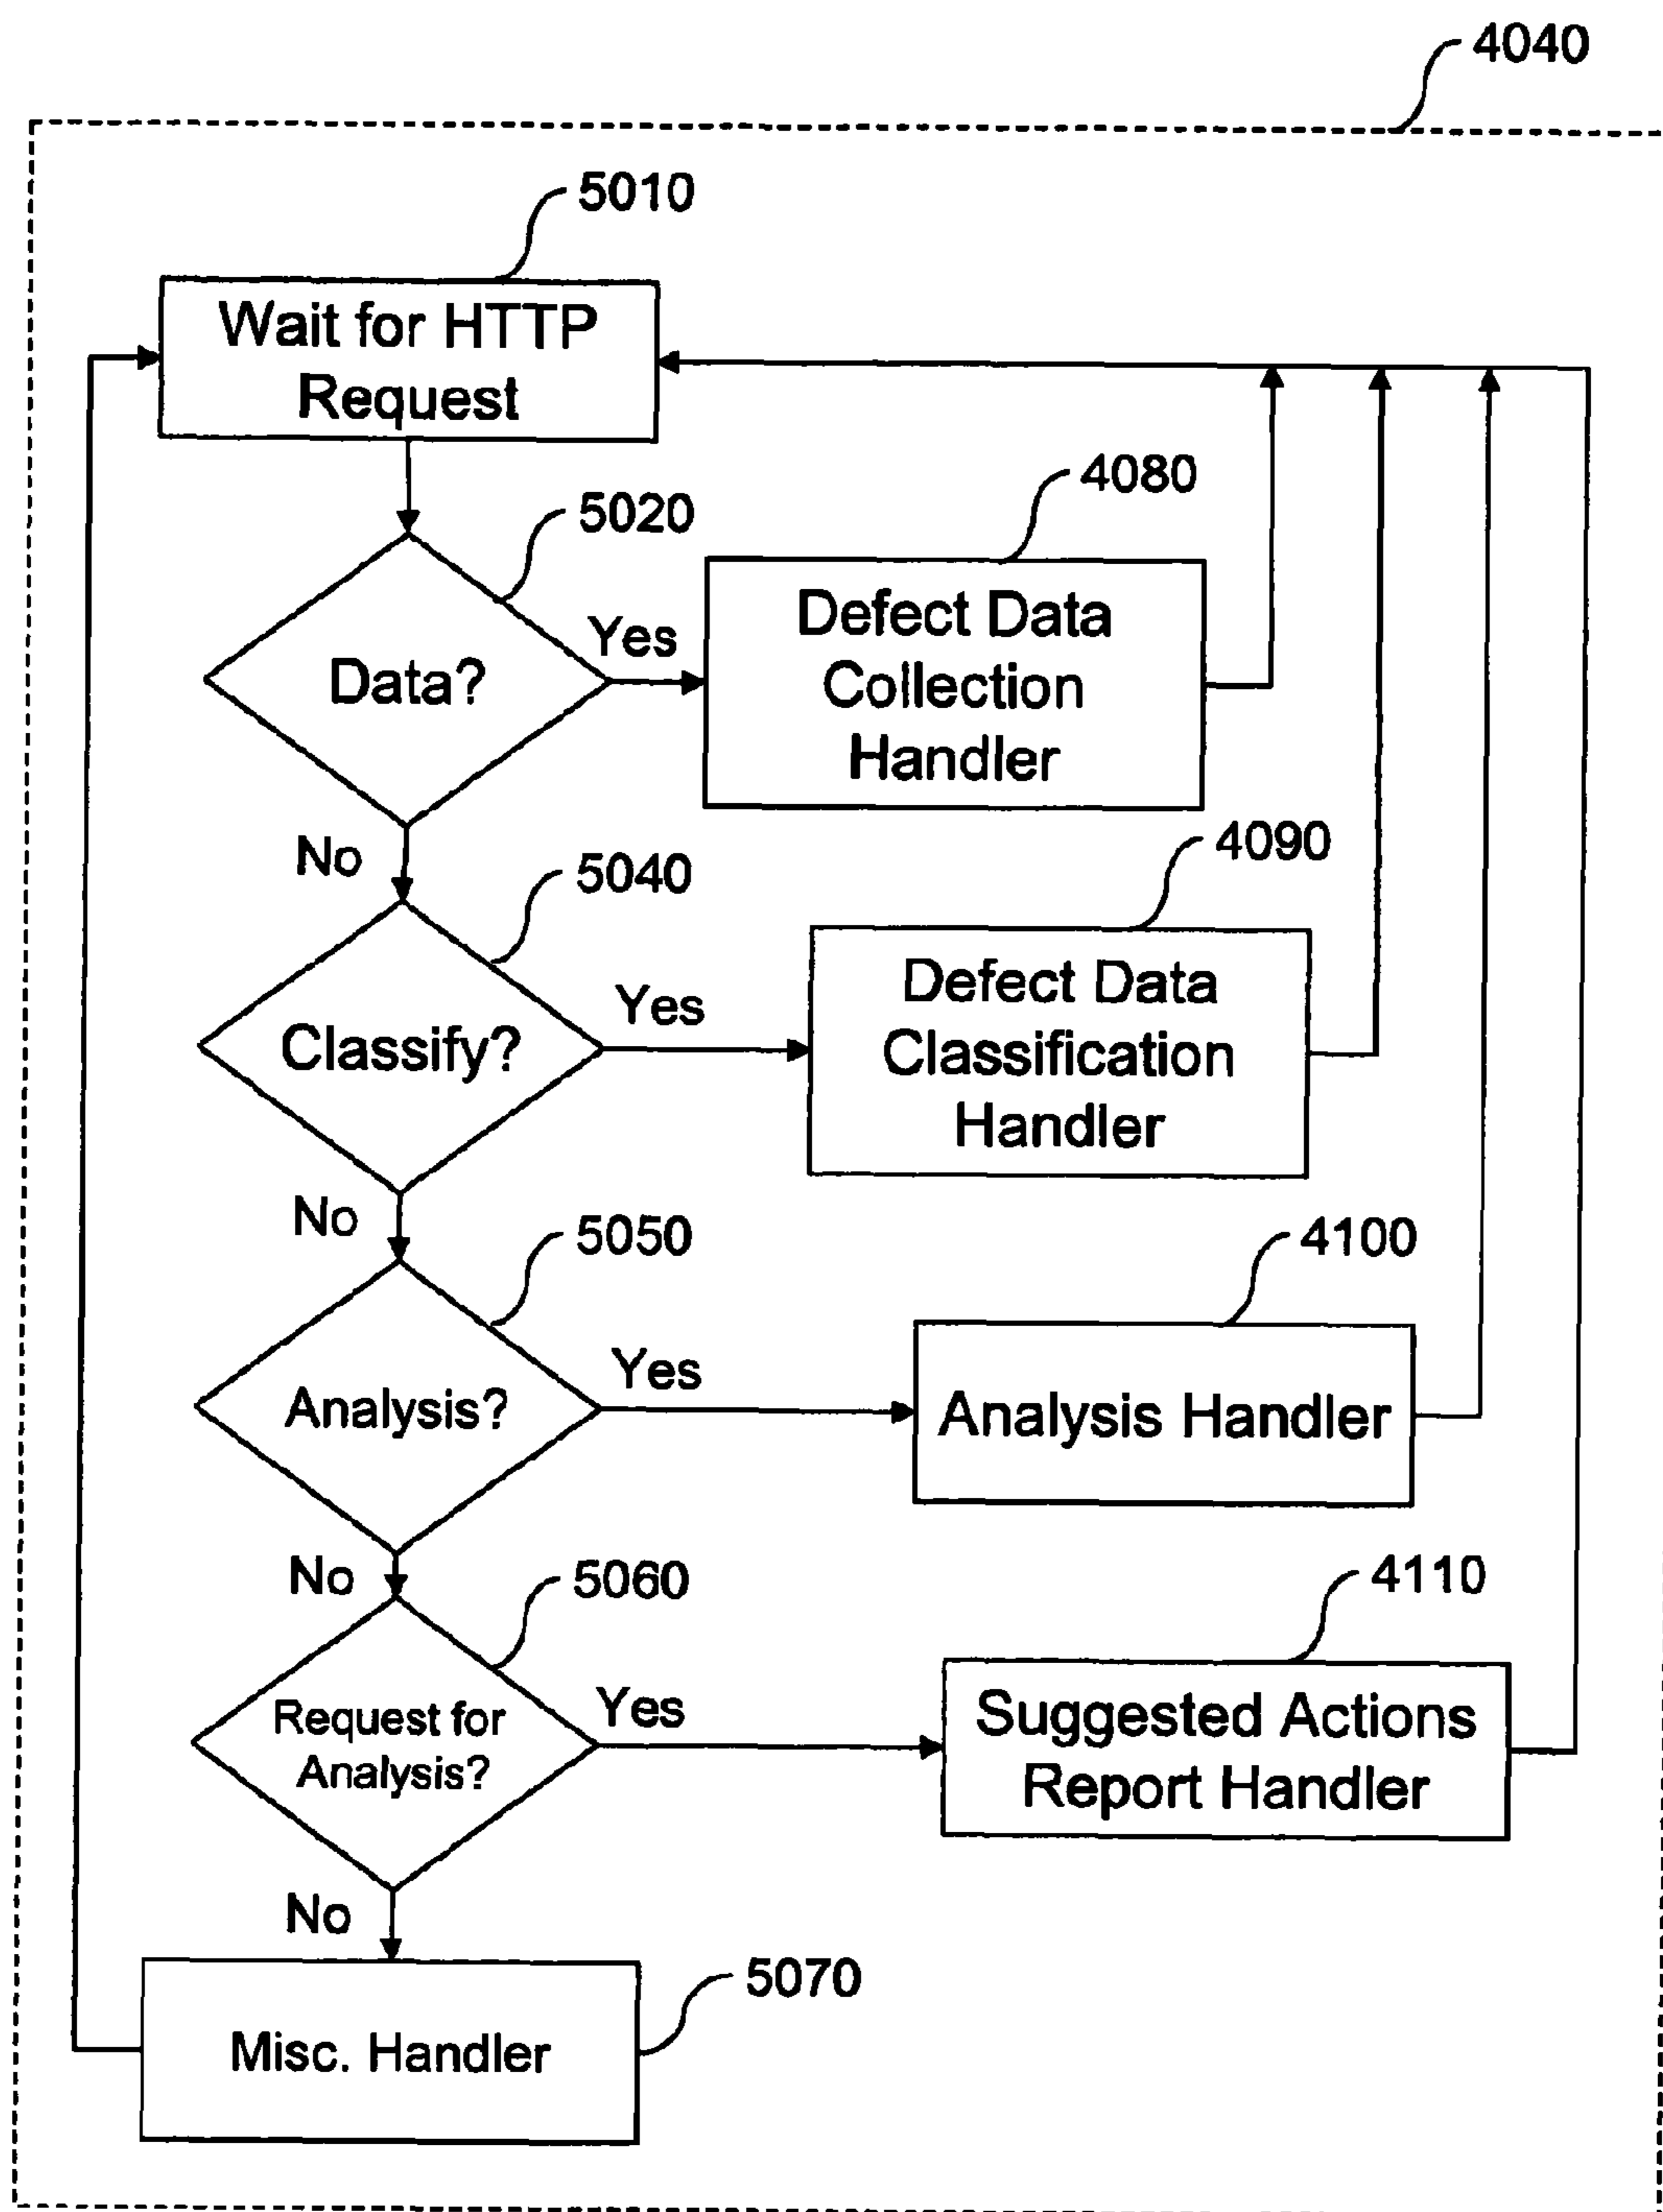 4040
5010
Wait for HTTP
Request
4080
5020
Yes
Defect Data
Collection
Handler
Data?
No
4090
5040
Yes
Defect Data
Classification
Handler
Classify?
No
5050
4100
Yes
Analysis?
Analysis Handler
No
5060
4110
Yes
Request for
Analysis?
Suggested Actions
Report Handler
No
5070
Misc. Handler